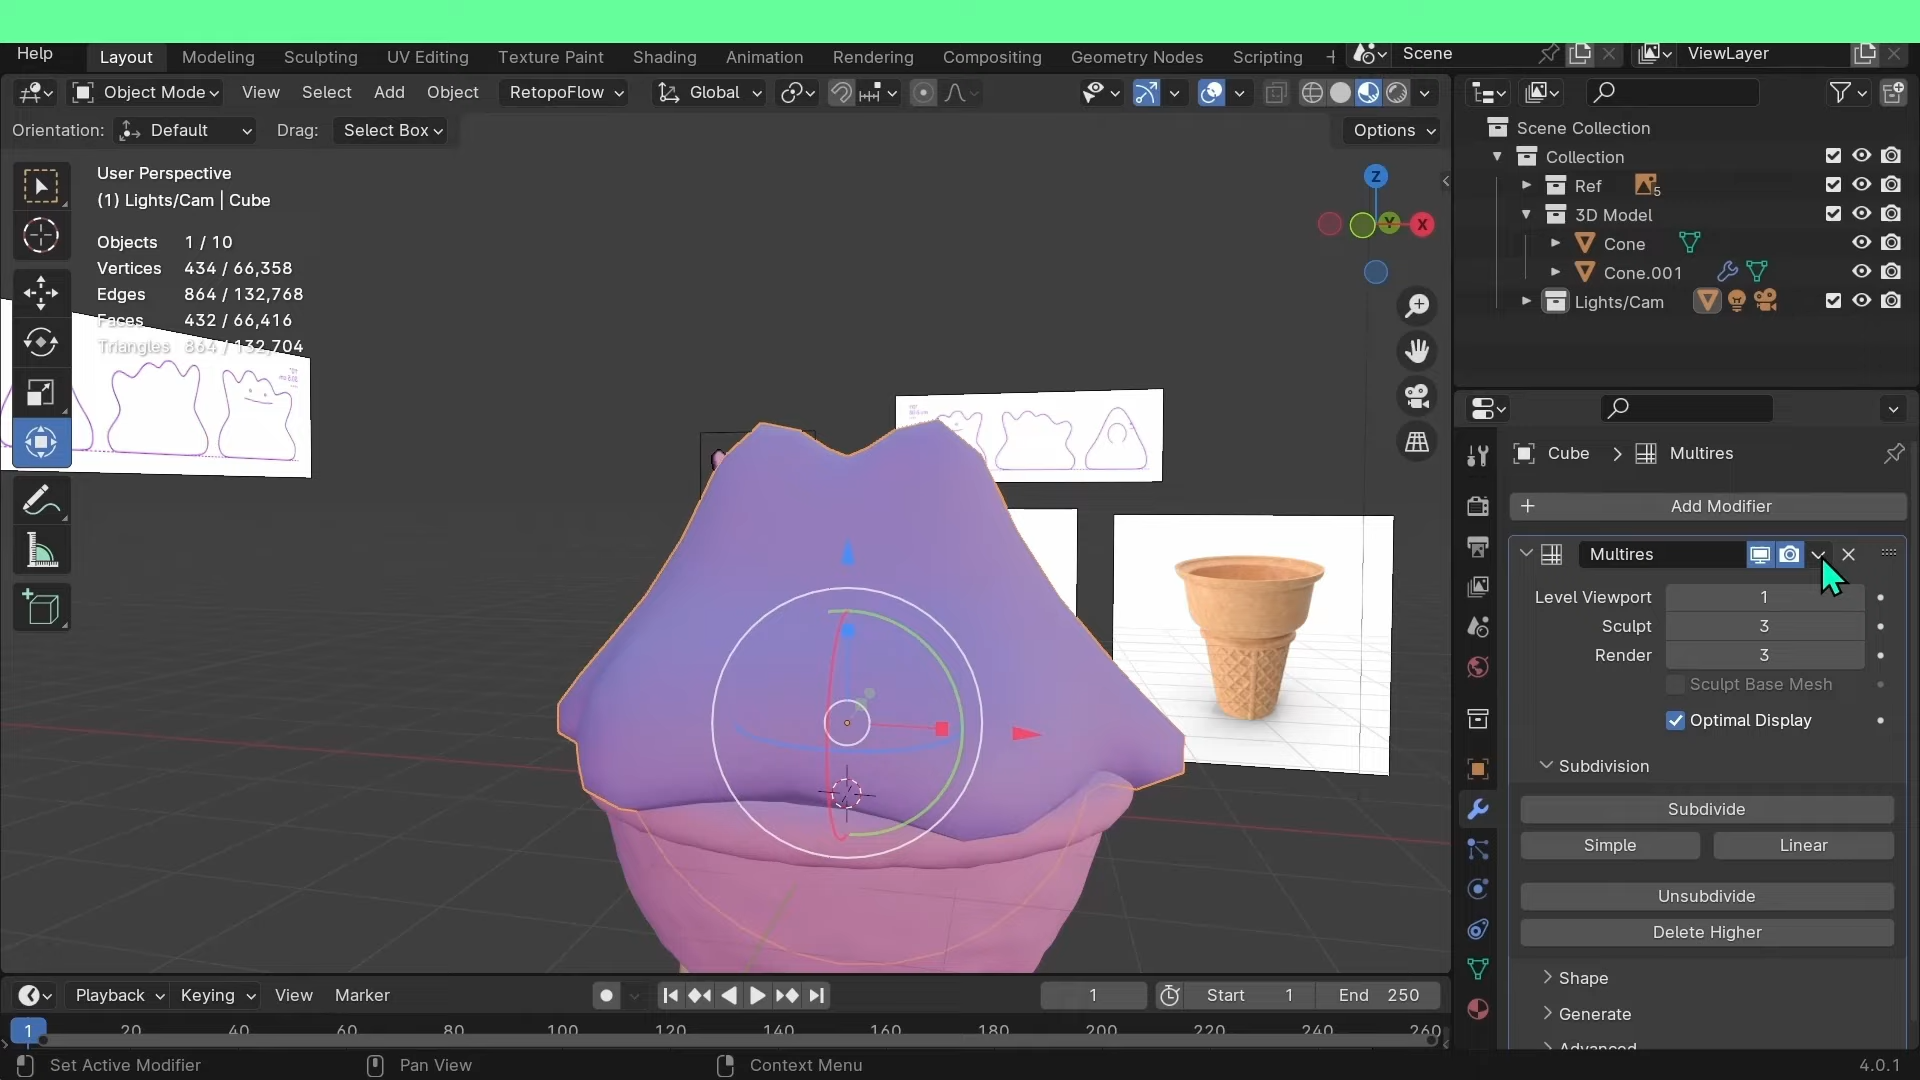 Help
Layout Modeling Sculpting UV Editing Texture Paint Shading Animation Rendering Compositing Geometry Nodes Scripting + Scene ViewLayer
Object Mode View Select Add Object RetopoFlow Global
Orientation: Default Drag: Select Box Options
User Perspective
(1) Lights/Cam | Cube
Objects 1 / 10
Vertices 434 / 66,358
Edges 864 / 132,768
Faces 432 / 66,416
Triangles 864 / 132,704
Z
Y
X
Scene Collection
Collection
Ref 5
3D Model
Cone
Cone.001
Lights/Cam
Cube > Multires
+ Add Modifier
Multires
Level Viewport 1
Sculpt 3
Render 3
Sculpt Base Mesh
Optimal Display
Subdivision
Subdivide
Simple Linear
Unsubdivide
Delete Higher
Shape
Generate
Advanced
Playback Keying View Marker 1 Start 1 End 250
1 20 40 60 80 100 120 140 160 180 200 220 240 260
Set Active Modifier Pan View Context Menu 4.0.1